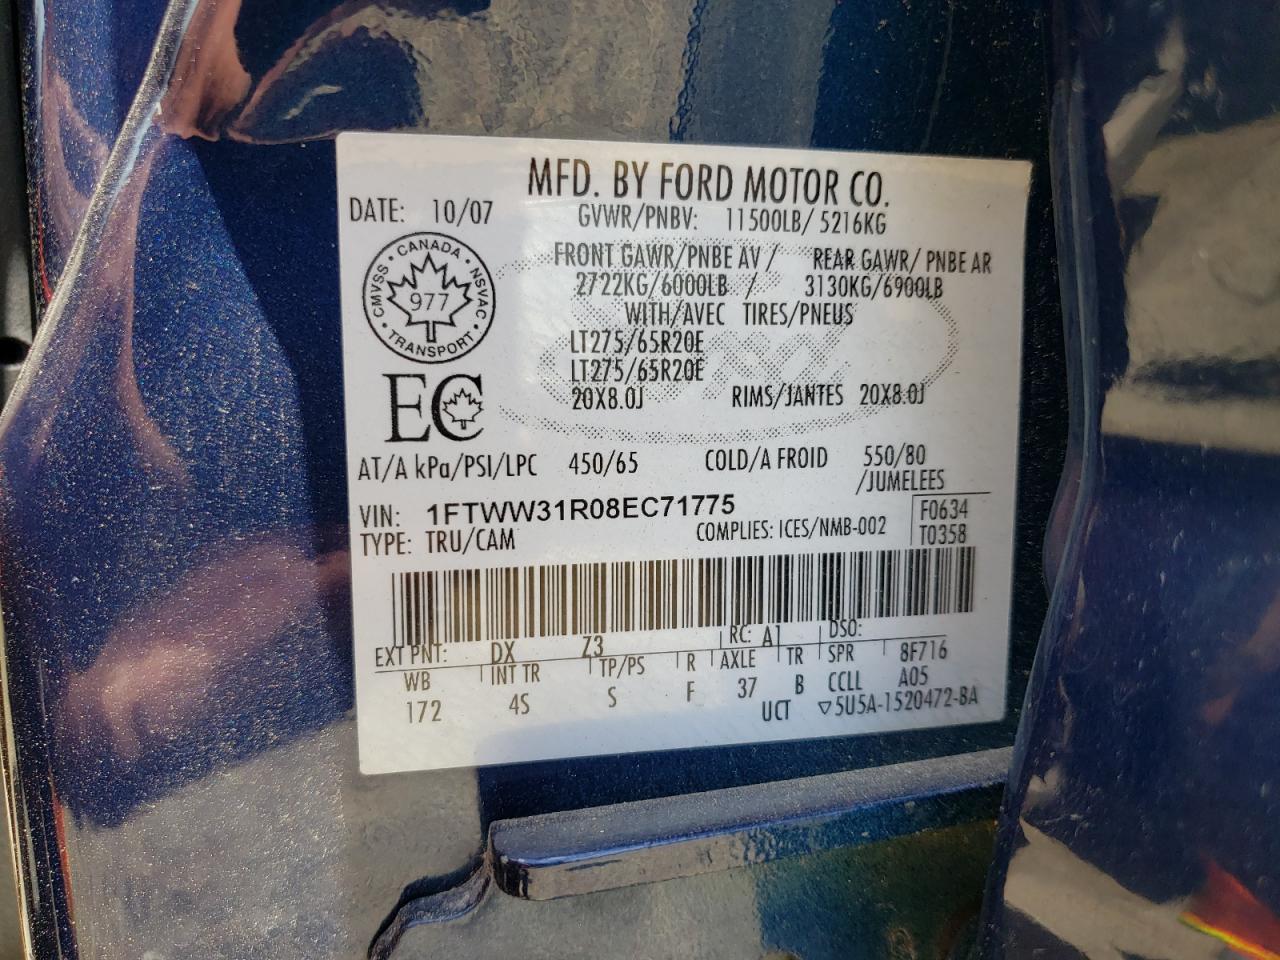 MFD. BY FORD MOTOR CO.
DATE: 10/07
GVWR/PNBV: 11500LB/ 5216KG
CMVSS • CANADA • NSVAC • TRANSPORT •
977
FRONT GAWR/PNBE AV / REAR GAWR/ PNBE AR
2722KG/6000LB / 3130KG/6900LB
WITH/AVEC TIRES/PNEUS
LT275/65R20E
LT275/65R20E
20X8.0J RIMS/JANTES 20X8.0J
EC
AT/A kPa/PSI/LPC 450/65 COLD/A FROID 550/80
/JUMELEES
VIN: 1FTWW31R08EC71775
F0634
TYPE: TRU/CAM COMPLIES: ICES/NMB-002 T0358
EXT PNT: DX Z3 RC: A1 DSO:
WB INT TR TP/PS R AXLE TR SPR 8F716
172 4S S F 37 B CCLL A05
UCT ▽5U5A-1520472-BA